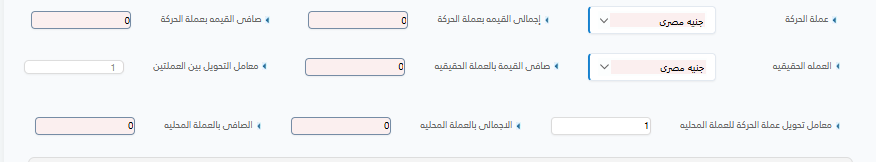 عملة الحركة جنيه مصرى إجمالى القيمه بعملة الحركة 0 صافى القيمه بعملة الحركة 0
العمله الحقيقيه جنيه مصرى صافى القيمة بالعملة الحقيقيه 0 معامل التحويل بين العملتين 1
معامل تحويل عملة الحركة للعملة المحليه 1 الاجمالى بالعملة المحليه 0 الصافى بالعملة المحليه 0